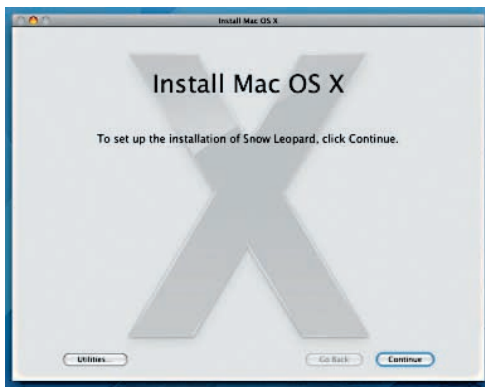 Install Mac OS X
Install Mac OS X
To set up the installation of Snow Leopard, click Continue.
Utilities...
Go Back
Continue